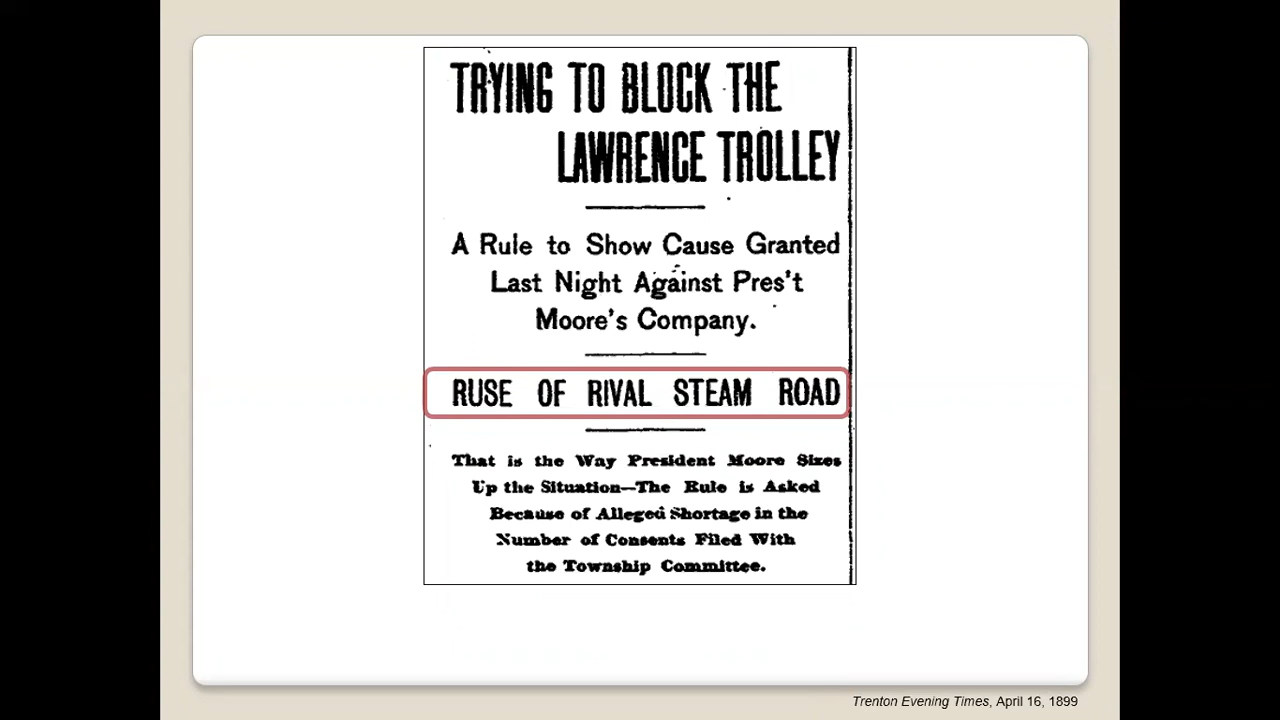 TRYING TO BLOCK THE
LAWRENCE TROLLEY
A Rule to Show Cause Granted
Last Night Against Pres't
Moore's Company.
RUSE OF RIVAL STEAM ROAD
That is the Way President Moore Sizes
Up the Situation—The Rule is Asked
Because of Alleged Shortage in the
Number of Consents Filed With
the Township Committee.
Trenton Evening Times, April 16, 1899